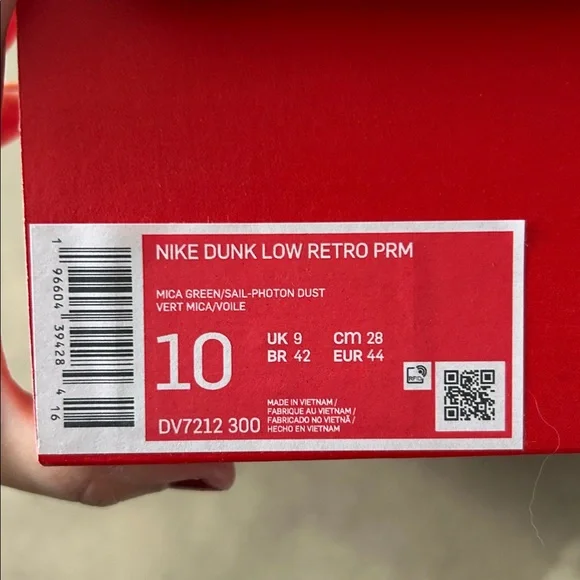 NIKE DUNK LOW RETRO PRM
MICA GREEN/SAIL-PHOTON DUST
VERT MICA/VOILE
10
UK 9 cm 28
BR 42 EUR 44
RFID
DV7212 300
MADE IN VIETNAM/
FABRIQUE AU VIETNAM/
FABRICADO NO VIETNÃ/
HECHO EN VIETNAM
1 96604 39428 4 16